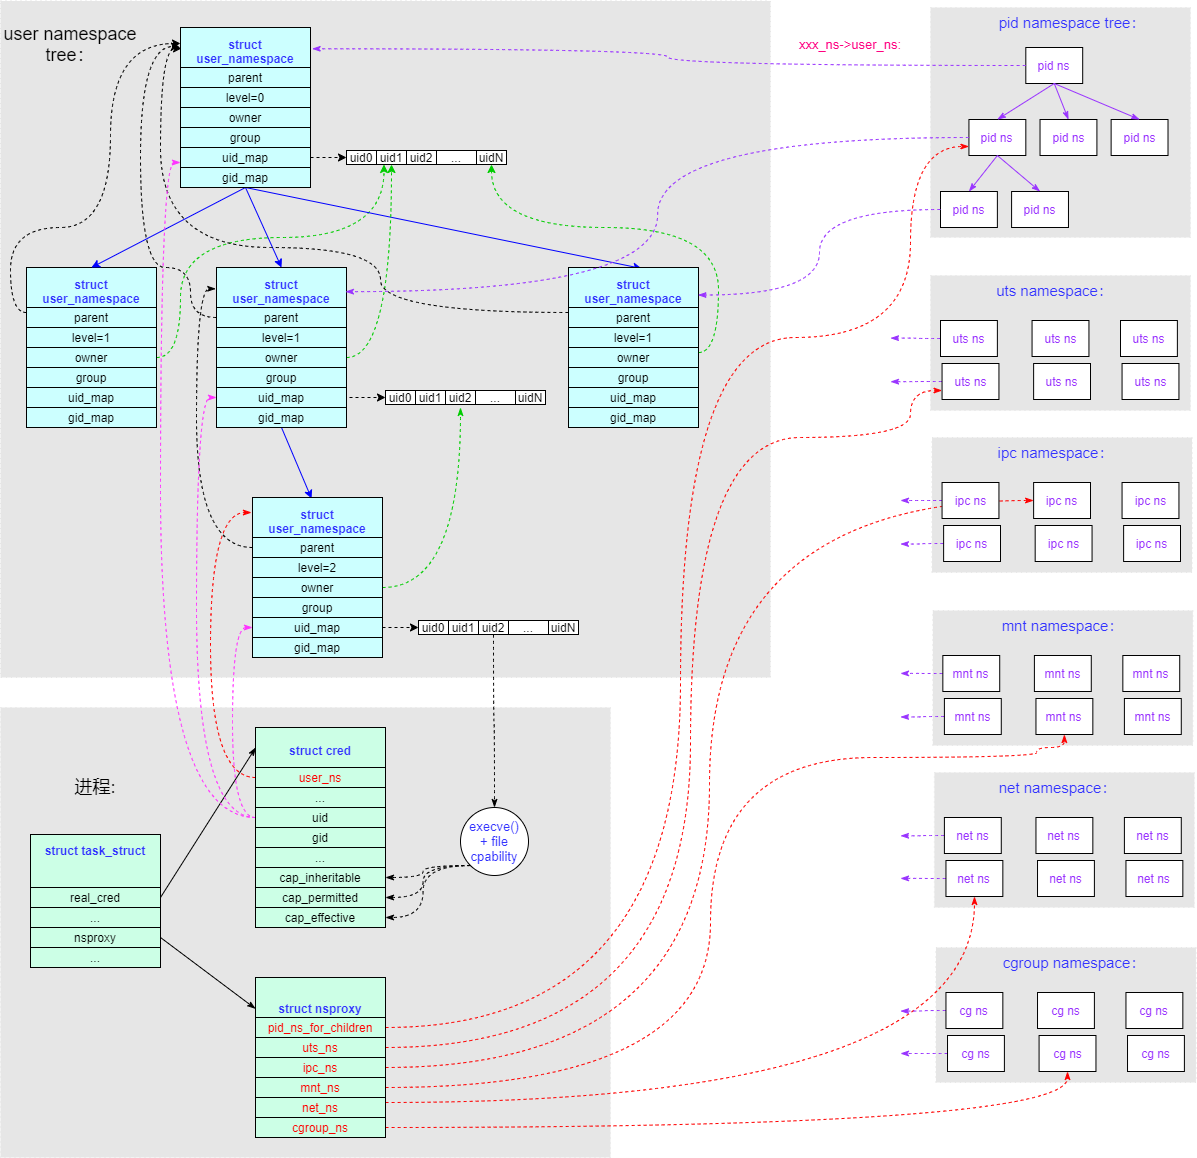 user namespace
tree：
struct
user_namespace
parent
level=0
owner
group
uid_map
gid_map
uid0 uid1 uid2 ... uidN
struct
user_namespace
parent
level=1
owner
group
uid_map
gid_map
struct
user_namespace
parent
level=1
owner
group
uid_map
gid_map
uid0 uid1 uid2 ... uidN
struct
user_namespace
parent
level=1
owner
group
uid_map
gid_map
struct
user_namespace
parent
level=2
owner
group
uid_map
gid_map
uid0 uid1 uid2 ... uidN
进程:
struct task_struct
real_cred
...
nsproxy
...
struct cred
user_ns
...
uid
gid
...
cap_inheritable
cap_permitted
cap_effective
execve()
+ file
cpability
struct nsproxy
pid_ns_for_children
uts_ns
ipc_ns
mnt_ns
net_ns
cgroup_ns
xxx_ns->user_ns:
pid namespace tree：
pid ns
pid ns pid ns pid ns
pid ns pid ns
uts namespace：
uts ns uts ns uts ns
uts ns uts ns uts ns
ipc namespace：
ipc ns ipc ns ipc ns
ipc ns ipc ns ipc ns
mnt namespace：
mnt ns mnt ns mnt ns
mnt ns mnt ns mnt ns
net namespace：
net ns net ns net ns
net ns net ns net ns
cgroup namespace：
cg ns cg ns cg ns
cg ns cg ns cg ns